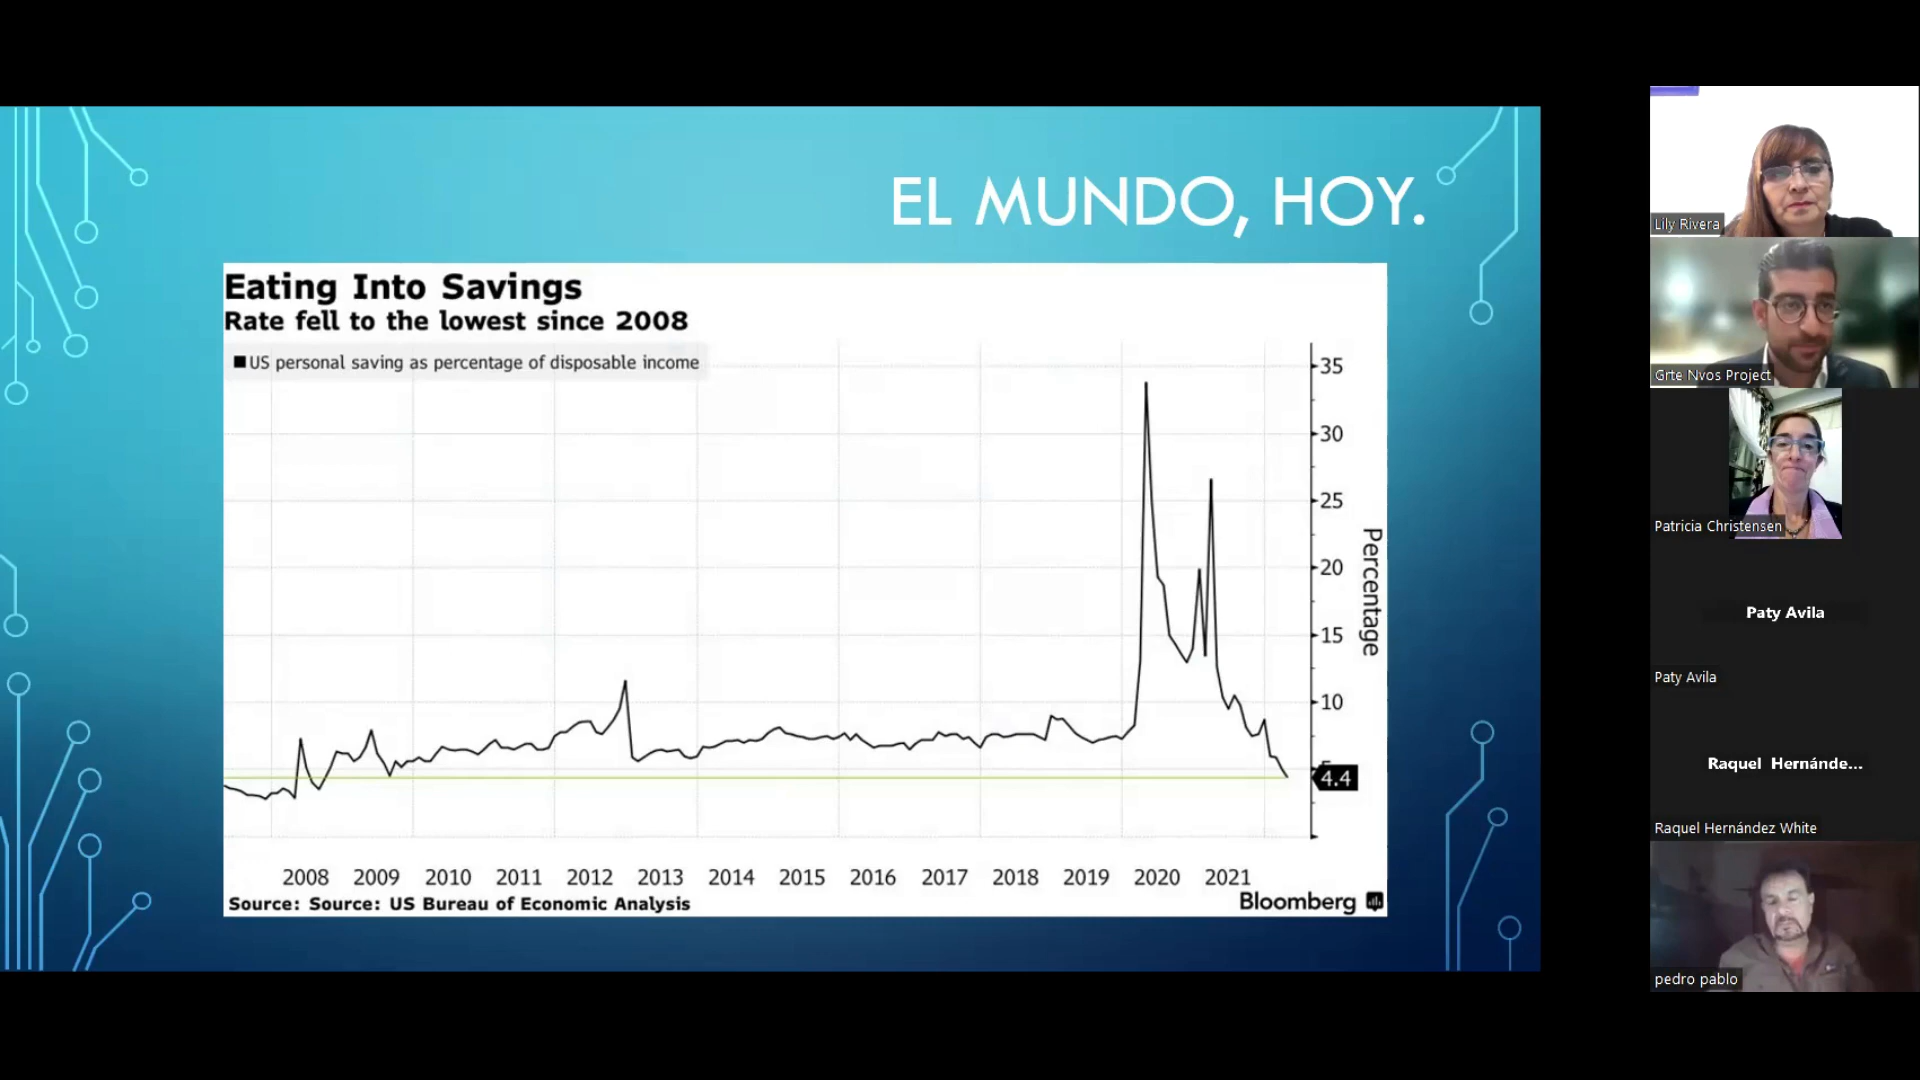 EL MUNDO, HOY.
Eating Into Savings
Rate fell to the lowest since 2008
US personal saving as percentage of disposable income
35
30
25
20
15
10
5
4.4
Percentage
2008 2009 2010 2011 2012 2013 2014 2015 2016 2017 2018 2019 2020 2021
Source: Source: US Bureau of Economic Analysis
Bloomberg
Lily Rivera
Grte Nvos Project
Patricia Christensen
Paty Avila
Paty Avila
Raquel Hernánde...
Raquel Hernández White
pedro pablo